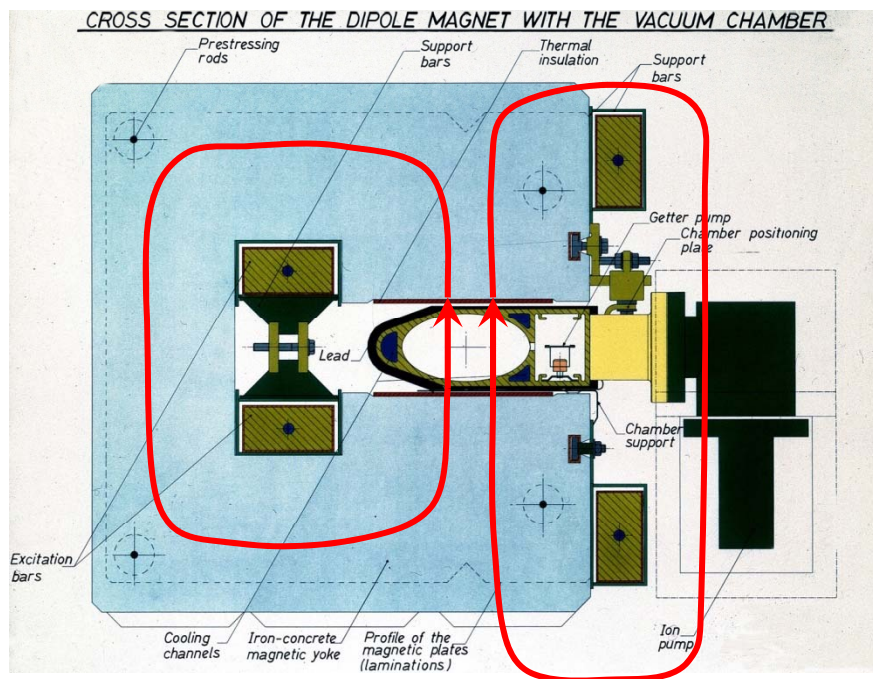 CROSS SECTION OF THE DIPOLE MAGNET WITH THE VACUUM CHAMBER
Prestressing
rods
Support
bars
Thermal
insulation
Support
bars
Getter pump
Chamber positioning
plate
Lead
Chamber
support
Excitation
bars
Cooling
channels
Iron-concrete
magnetic yoke
Profile of the
magnetic plates
(laminations)
Ion
pump